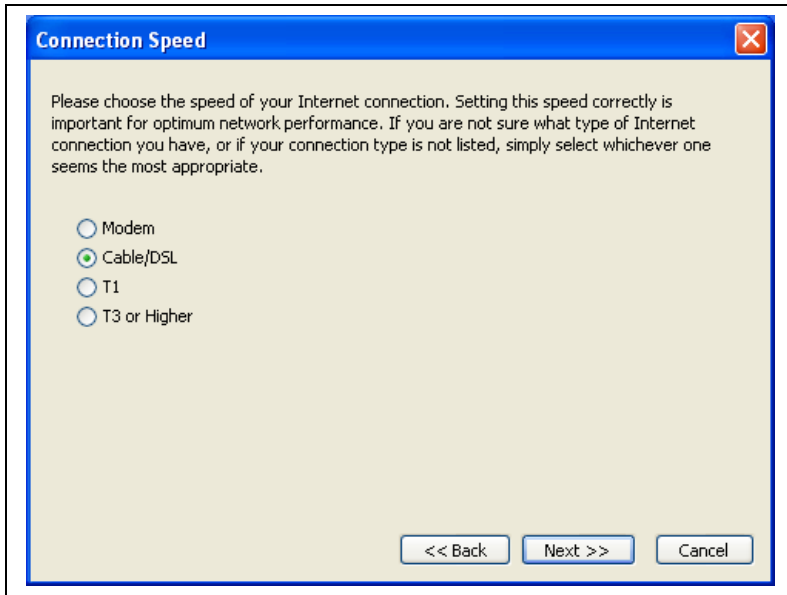 Connection Speed
Please choose the speed of your Internet connection. Setting this speed correctly is
important for optimum network performance. If you are not sure what type of Internet
connection you have, or if your connection type is not listed, simply select whichever one
seems the most appropriate.
Modem
Cable/DSL
T1
T3 or Higher
<< Back Next >> Cancel